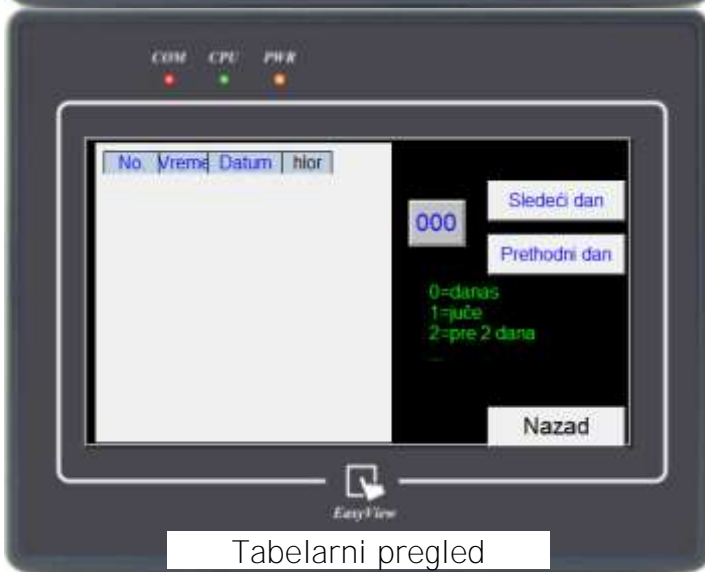 COM CPU PWR
No. Vreme Datum hlor
000
Sledeći dan
Prethodni dan
0=danas
1=juče
2=pre 2 dana
...
Nazad
EasyView
Tabelarni pregled